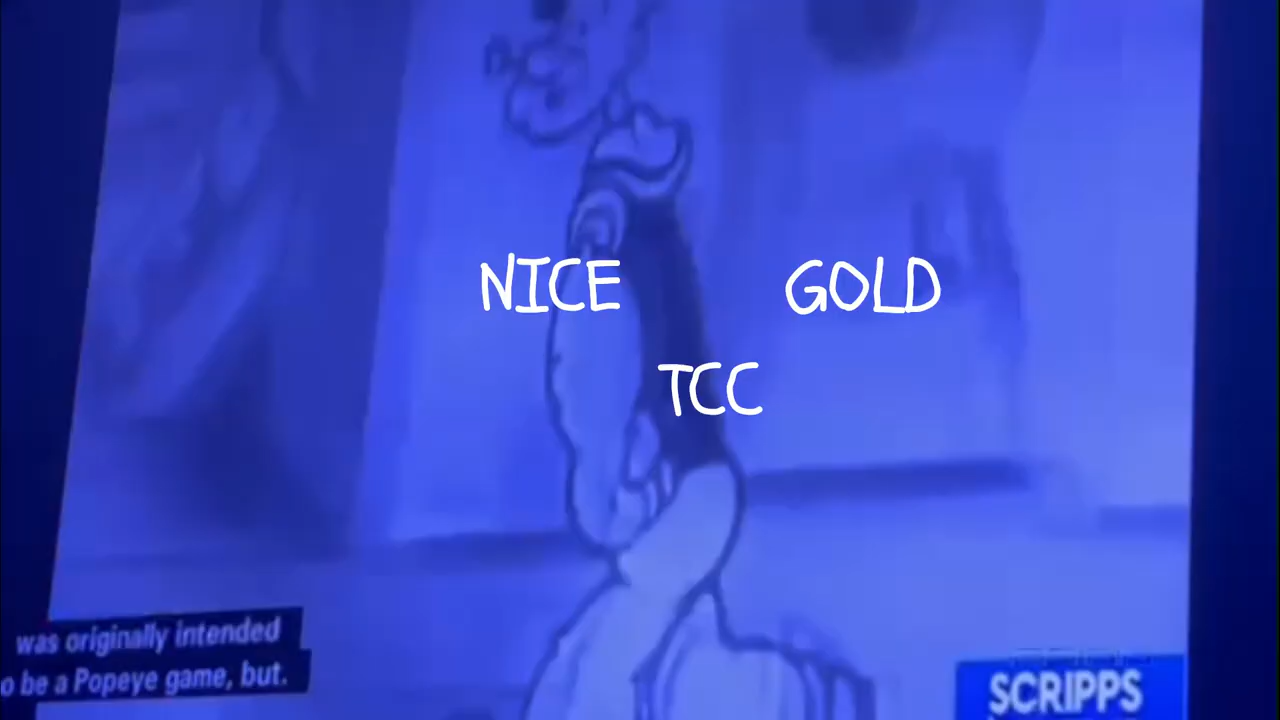 NICE GOLD
TCC
was originally intended
o be a Popeye game, but.
SCRIPPS